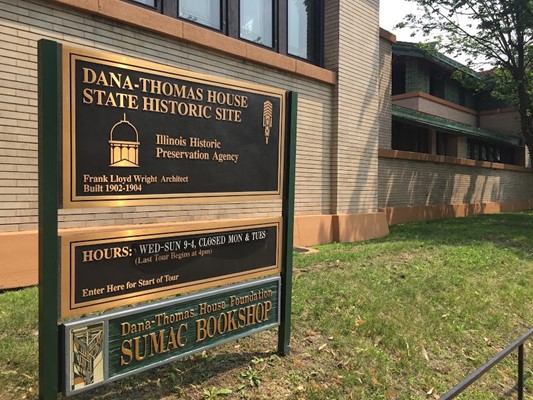 DANA-THOMAS HOUSE
STATE HISTORIC SITE
Illinois Historic
Preservation Agency
Frank Lloyd Wright Architect
Built 1902-1904
HOURS: WED-SUN 9-4, CLOSED MON & TUES
(Last Tour Begins at 4pm)
Enter Here for Start of Tour
Dana-Thomas House Foundation
SUMAC BOOKSHOP